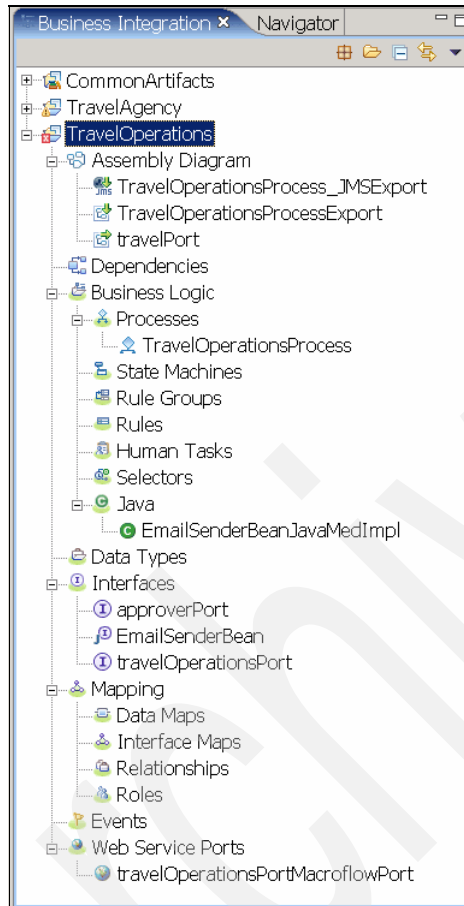 Business Integration
Navigator
CommonArtifacts
TravelAgency
TravelOperations
Assembly Diagram
TravelOperationsProcess_JMSExport
TravelOperationsProcessExport
travelPort
Dependencies
Business Logic
Processes
TravelOperationsProcess
State Machines
Rule Groups
Rules
Human Tasks
Selectors
Java
EmailSenderBeanJavaMedImpl
Data Types
Interfaces
approverPort
EmailSenderBean
travelOperationsPort
Mapping
Data Maps
Interface Maps
Relationships
Roles
Events
Web Service Ports
travelOperationsPortMacroflowPort